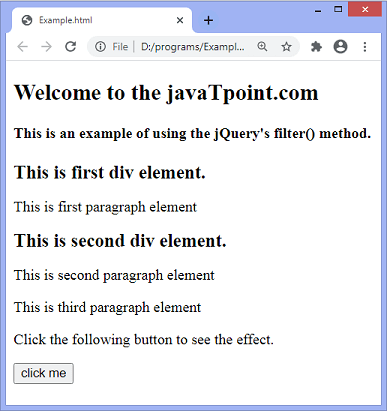 Example.html
File | D:/programs/Exampl...
Welcome to the javaTpoint.com
This is an example of using the jQuery's filter() method.
This is first div element.
This is first paragraph element
This is second div element.
This is second paragraph element
This is third paragraph element
Click the following button to see the effect.
click me